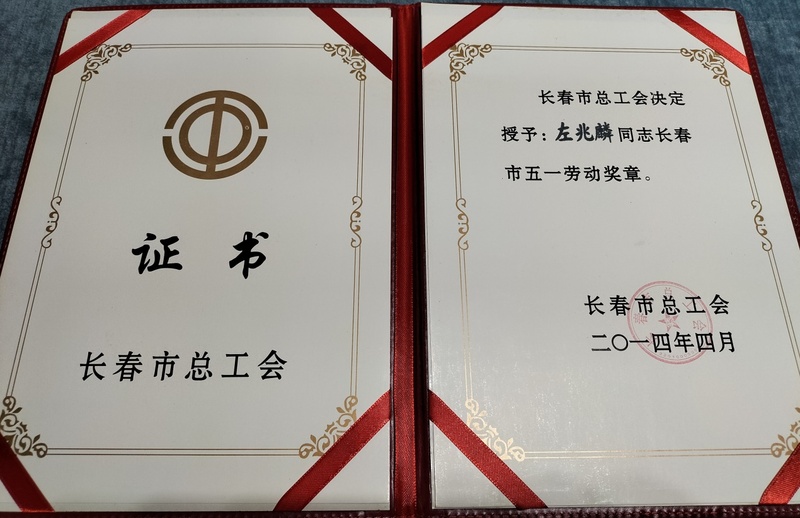 证 书
长春市总工会
长春市总工会决定
授予：左兆麟同志长春
市五一劳动奖章。
长春市总工会
二〇一四年四月